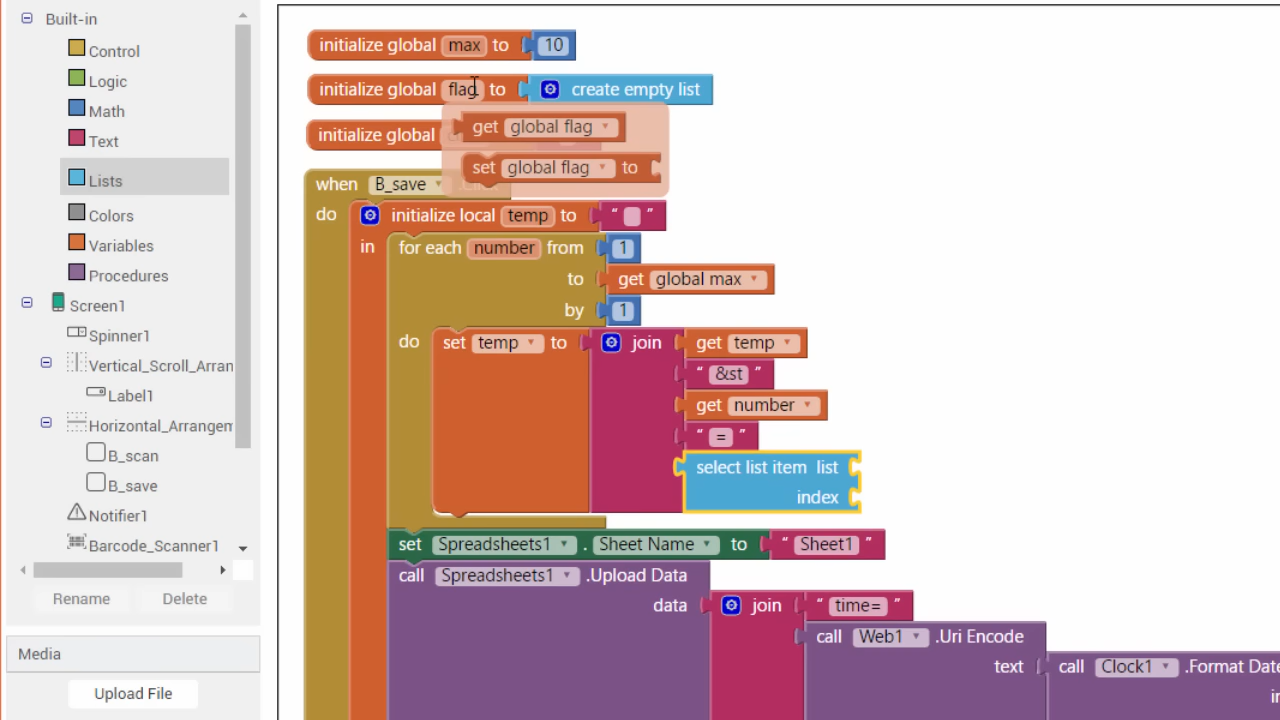 Built-in
Control
Logic
Math
Text
Lists
Colors
Variables
Procedures
Screen1
Spinner1
Vertical_Scroll_Arran
Label1
Horizontal_Arrangem
B_scan
B_save
Notifier1
Barcode_Scanner1
Rename Delete
Media
Upload File
initialize global max to 10
initialize global flag to create empty list
get global flag
initialize global
set global flag to
when B_save
do initialize local temp to " "
in for each number from 1
to get global max
by 1
do set temp to join get temp
" &st "
get number
" = "
select list item list
index
set Spreadsheets1 . Sheet Name to " Sheet1 "
call Spreadsheets1 .Upload Data
data join " time= "
call Web1 .Uri Encode
text call Clock1 .Format Date
in